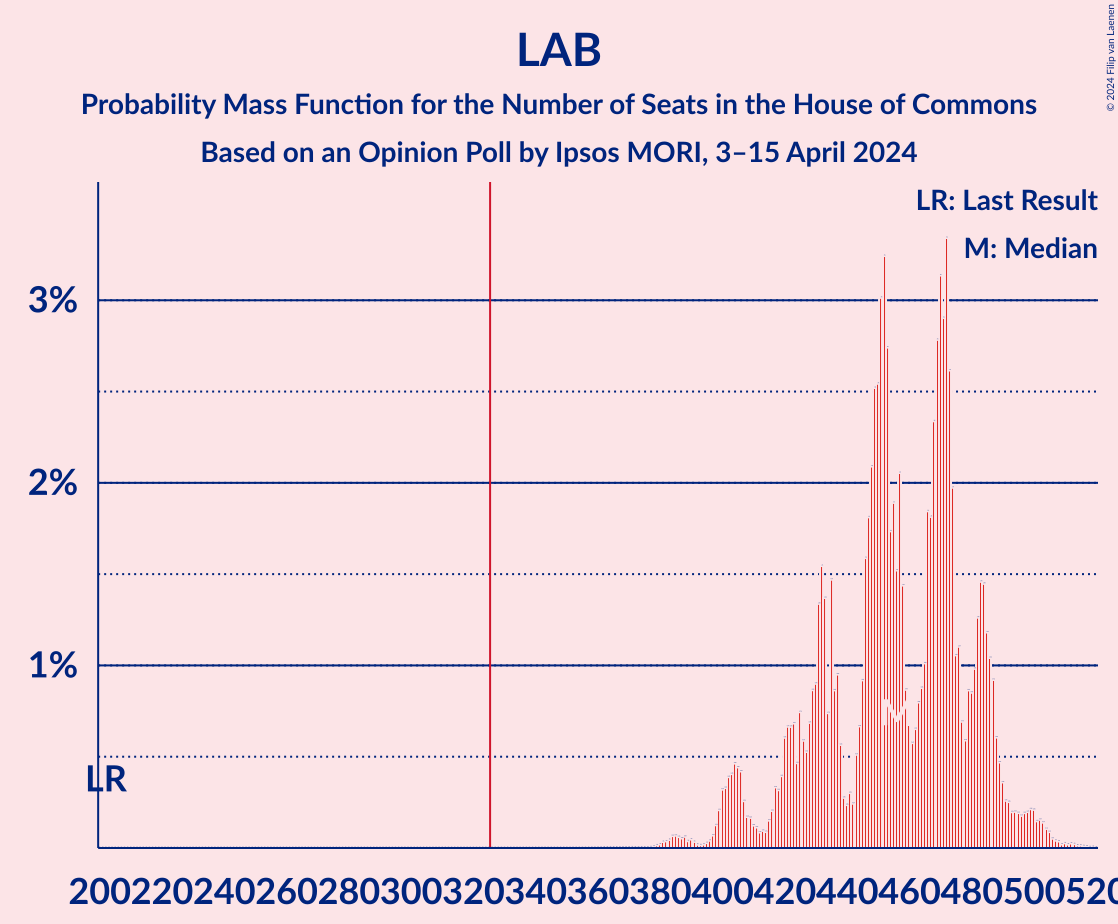 LAB
Probability Mass Function for the Number of Seats in the House of Commons
Based on an Opinion Poll by Ipsos MORI, 3–15 April 2024
© 2024 Filip van Laenen
LR: Last Result
M: Median
3%
2%
1%
LR
M
200220240260280300320340360380400420440460480500520